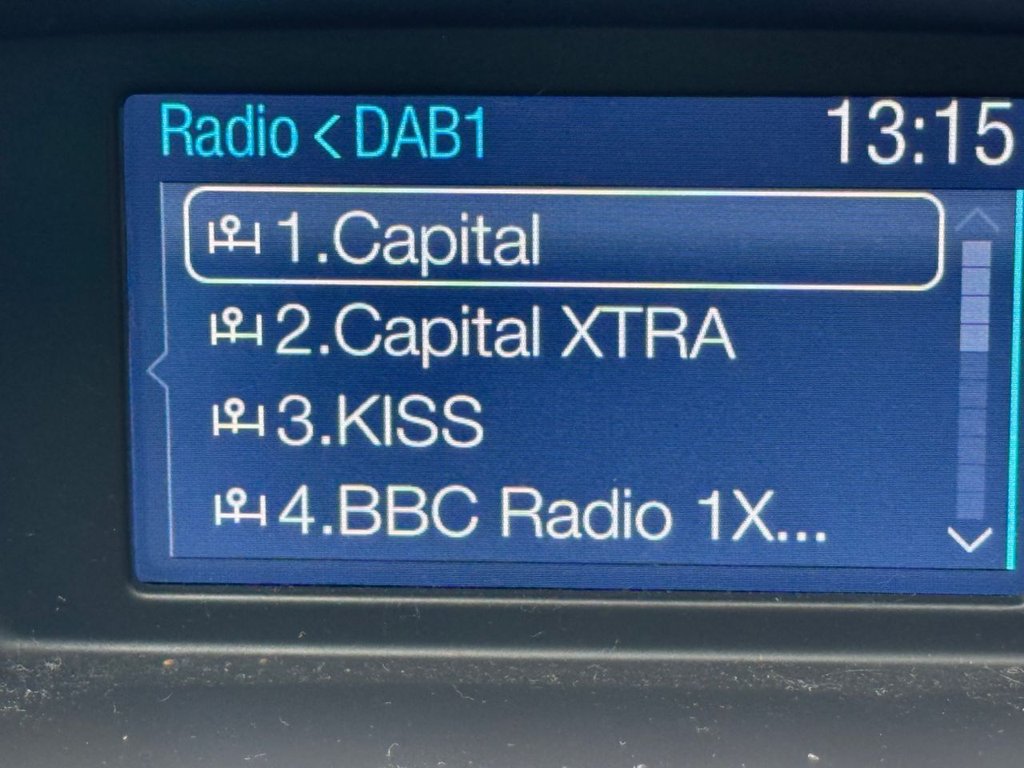 Radio < DAB1 13:15
1.Capital
2.Capital XTRA
3.KISS
4.BBC Radio 1X...